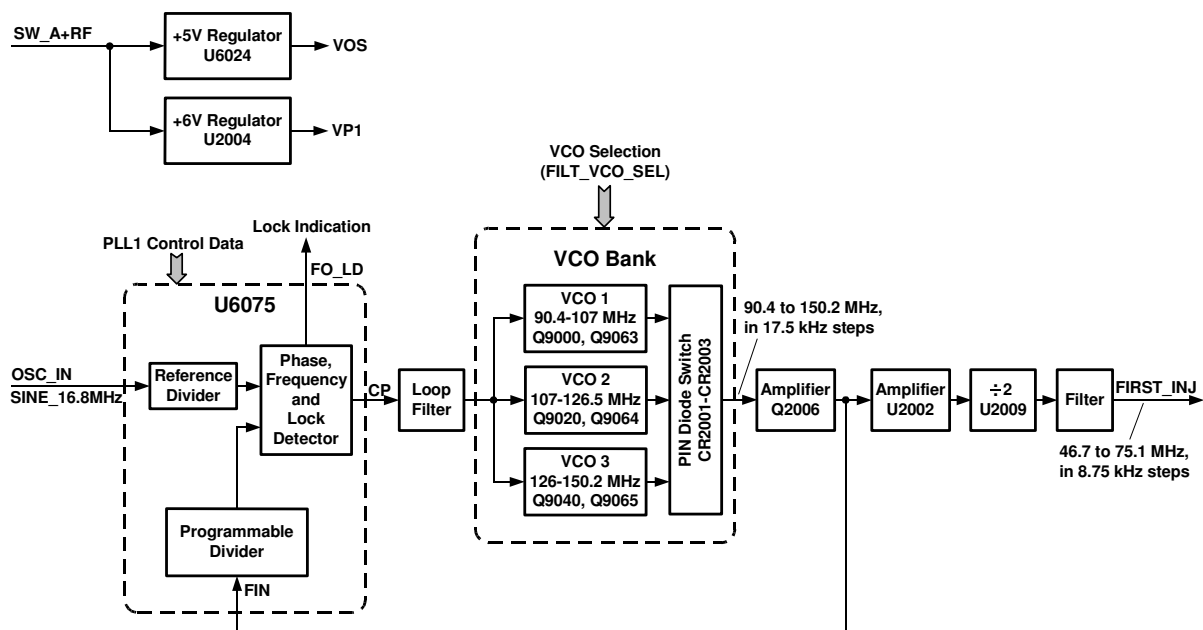 SW_A+RF
+5V Regulator
U6024
VOS
+6V Regulator
U2004
VP1
VCO Selection
(FILT_VCO_SEL)
Lock Indication
PLL1 Control Data
FO_LD
U6075
VCO Bank
VCO 1
90.4-107 MHz
Q9000, Q9063
VCO 2
107-126.5 MHz
Q9020, Q9064
VCO 3
126-150.2 MHz
Q9040, Q9065
PIN Diode Switch
CR2001-CR2003
90.4 to 150.2 MHz,
in 17.5 kHz steps
OSC_IN
SINE_16.8MHz
Reference
Divider
Phase,
Frequency
and
Lock
Detector
CP
Loop
Filter
Amplifier
Q2006
Amplifier
U2002
÷2
U2009
Filter
FIRST_INJ
46.7 to 75.1 MHz,
in 8.75 kHz steps
Programmable
Divider
FIN